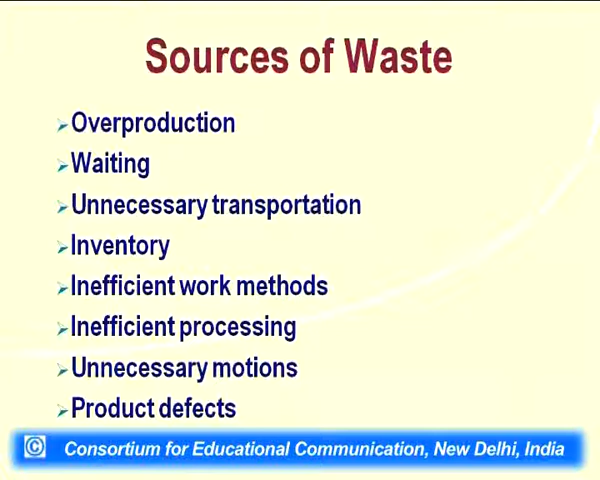 Sources of Waste
Overproduction
Waiting
Unnecessary transportation
Inventory
Inefficient work methods
Inefficient processing
Unnecessary motions
Product defects
© Consortium for Educational Communication, New Delhi, India